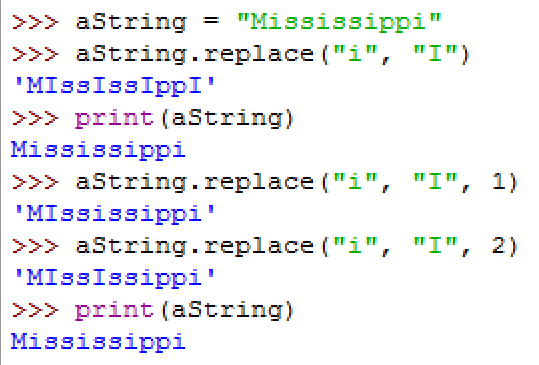 >>> aString = "Mississippi"
>>> aString.replace("i", "I")
'MIssIssIppI'
>>> print(aString)
Mississippi
>>> aString.replace("i", "I", 1)
'MIssissippi'
>>> aString.replace("i", "I", 2)
'MIssIssippi'
>>> print(aString)
Mississippi